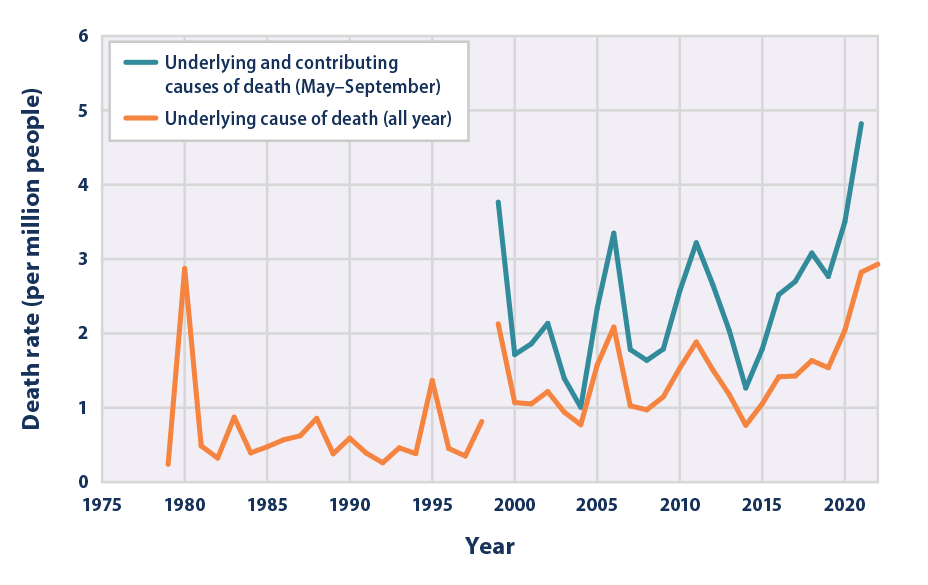 6
5
4
3
2
1
0
Death rate (per million people)
Underlying and contributing
causes of death (May–September)
Underlying cause of death (all year)
1975 1980 1985 1990 1995 2000 2005 2010 2015 2020
Year